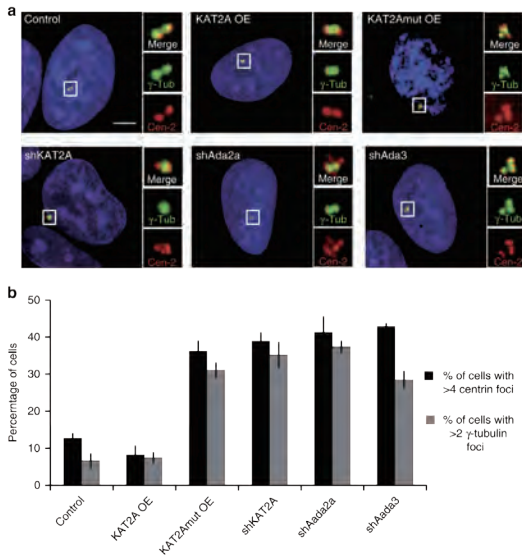 a
Control
Merge
γ-Tub
Cen-2
KAT2A OE
Merge
γ-Tub
Cen-2
KAT2Amut OE
Merge
γ-Tub
Cen-2
shKAT2A
Merge
γ-Tub
Cen-2
shAda2a
Merge
γ-Tub
Cen-2
shAda3
Merge
γ-Tub
Cen-2
b
Percerntage of cells
50
40
30
20
10
0
Control
KAT2A OE
KAT2Amut OE
shKAT2A
shAada2a
shAada3
% of cells with
>4 centrin foci
% of cells with
>2 γ-tubulin
foci